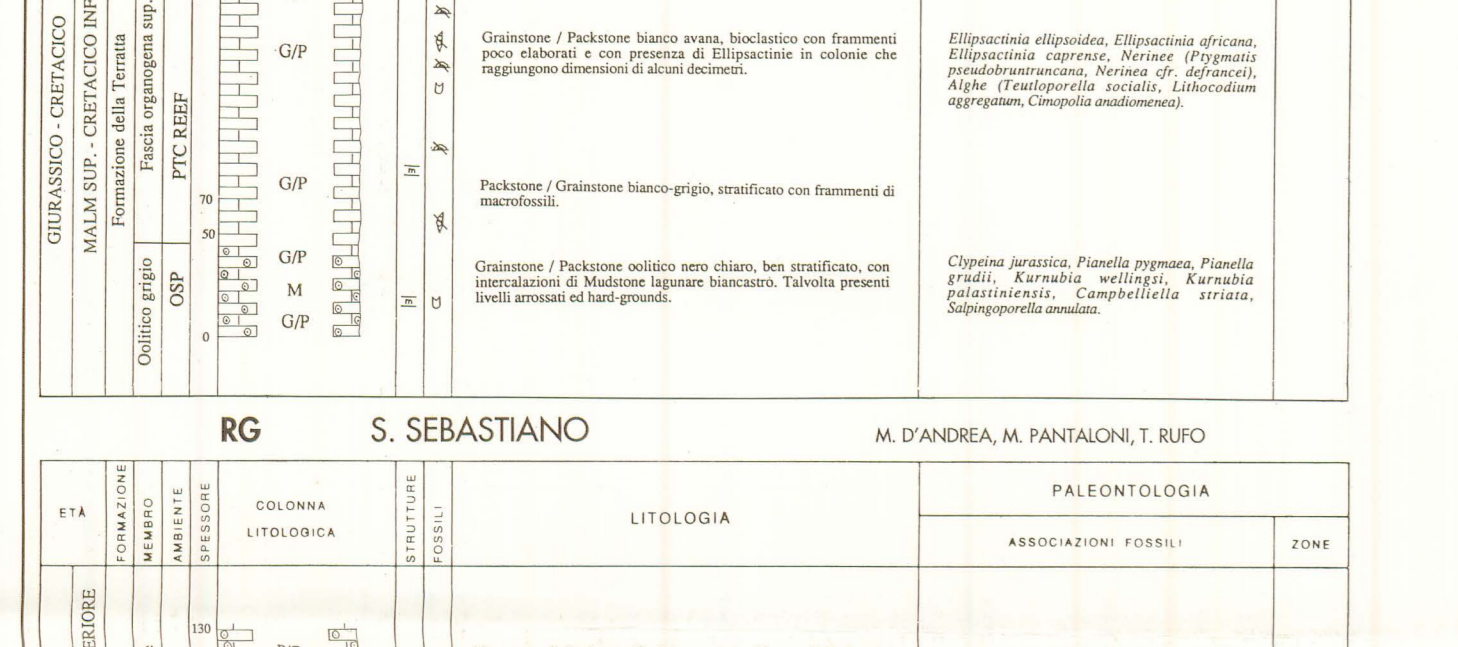 GIURASSICO - CRETACICO
MALM SUP. - CRETACICO INF
Formazione della Terratta
Fascia organogena sup.
PTC REEF
Oolitico grigio
OSP
70
50
0
G/P
G/P
G/P
M
G/P
Grainstone / Packstone bianco avana, bioclastico con frammenti
poco elaborati e con presenza di Ellipsactinie in colonie che
raggiungono dimensioni di alcuni decimetri.
Packstone / Grainstone bianco-grigio, stratificato con frammenti di
macrofossili.
Grainstone / Packstone oolitico nero chiaro, ben stratificato, con
intercalazioni di Mudstone lagunare biancastro. Talvolta presenti
livelli arrossati ed hard-grounds.
Ellipsactinia ellipsoidea, Ellipsactinia africana,
Ellipsactinia caprense, Nerinee (Ptygmatis
pseudobruntruncana, Nerinea cfr. defrancei),
Alghe (Teutloporella socialis, Lithocodium
aggregatum, Cimopolia anadiomenea).
Clypeina jurassica, Pianella pygmaea, Pianella
grudii, Kurnubia wellingsi, Kurnubia
palastiniensis, Campbelliella striata,
Salpingoporella annulata.
RG S. SEBASTIANO M. D'ANDREA, M. PANTALONI, T. RUFO
ETÀ
FORMAZIONE
MEMBRO
AMBIENTE
SPESSORE
COLONNA
LITOLOGICA
STRUTTURE
FOSSILI
LITOLOGIA
PALEONTOLOGIA
ASSOCIAZIONI FOSSILI
ZONE
ERIORE
130